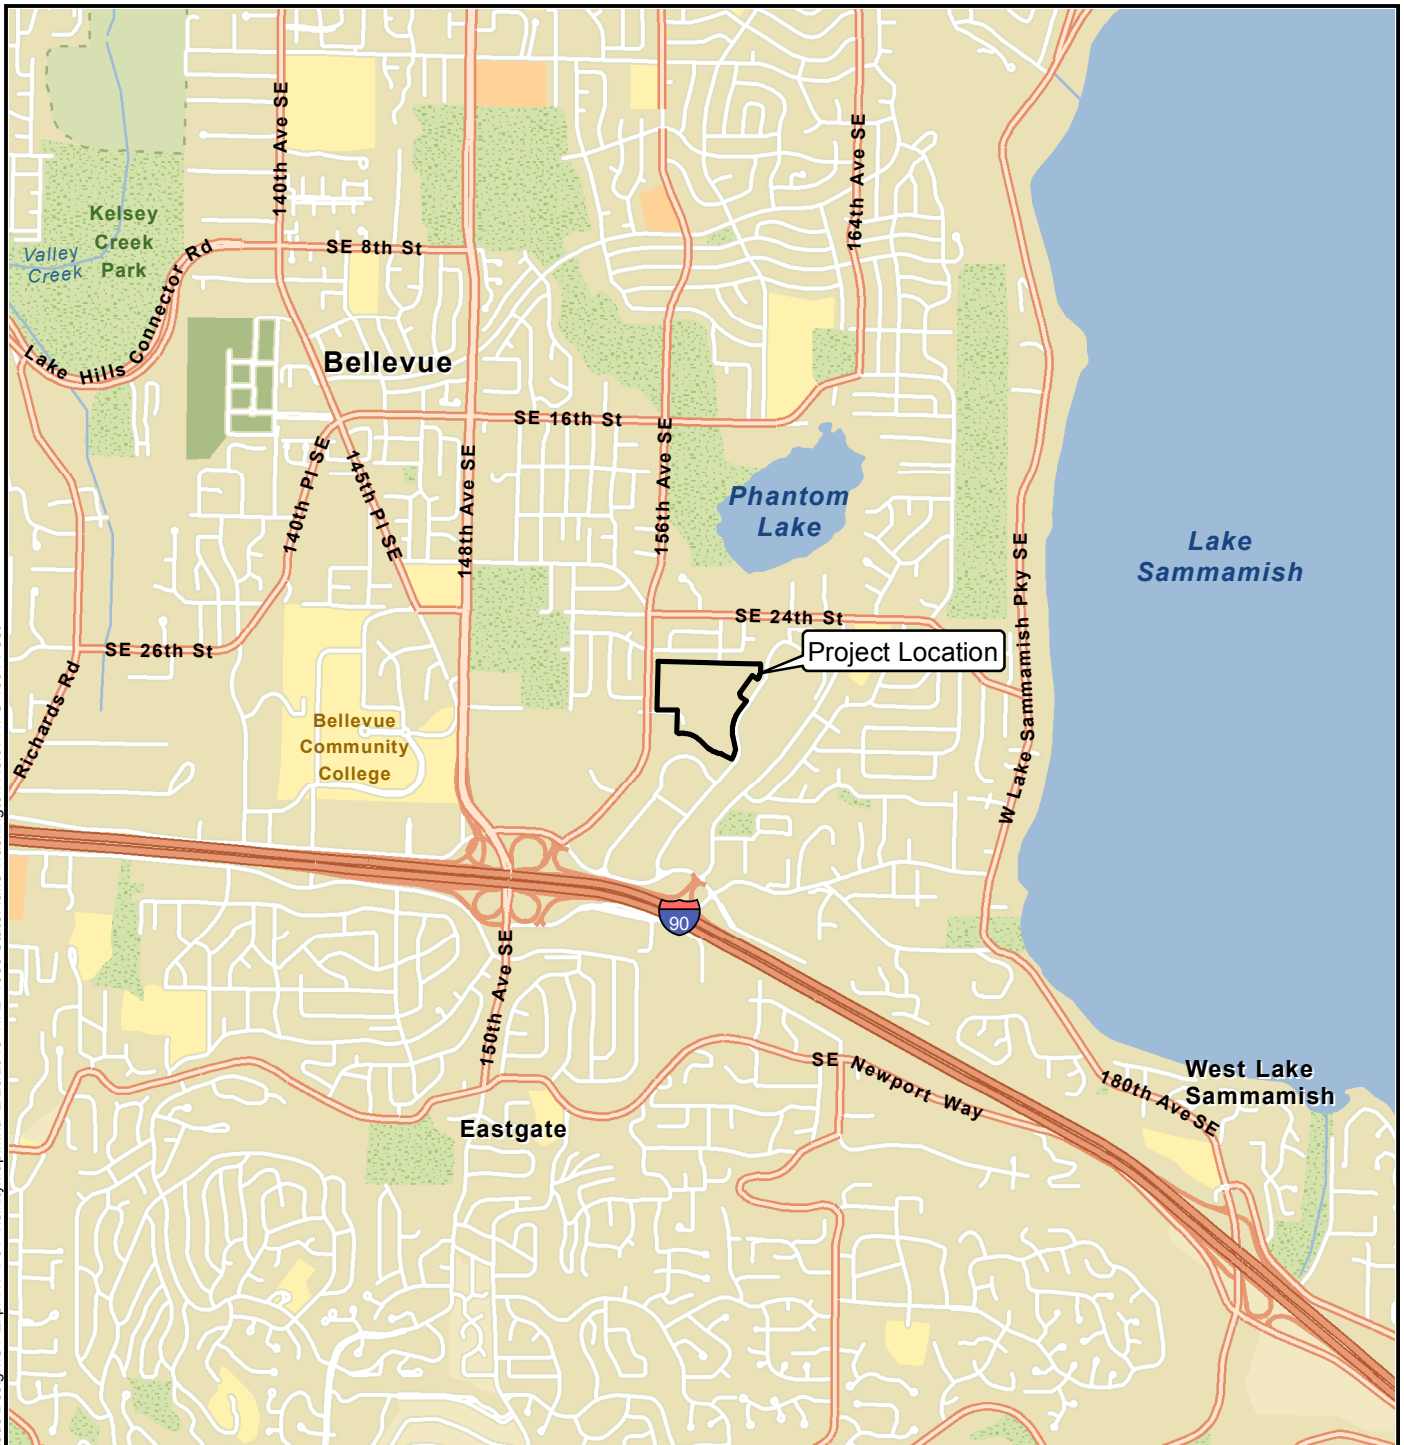 140th Ave SE
164th Ave SE
Kelsey
Creek
Park
Valley
Creek
SE 8th St
Lake Hills Connector Rd
Bellevue
SE 16th St
156th Ave SE
148th Ave SE
140th Pl SE
145th Pl SE
Phantom
Lake
Lake
Sammamish
W Lake Sammamish Pky SE
SE 24th St
SE 26th St
Project Location
Richards Rd
Bellevue
Community
College
90
150th Ave SE
SE Newport Way
180th Ave SE
West Lake
Sammamish
Eastgate